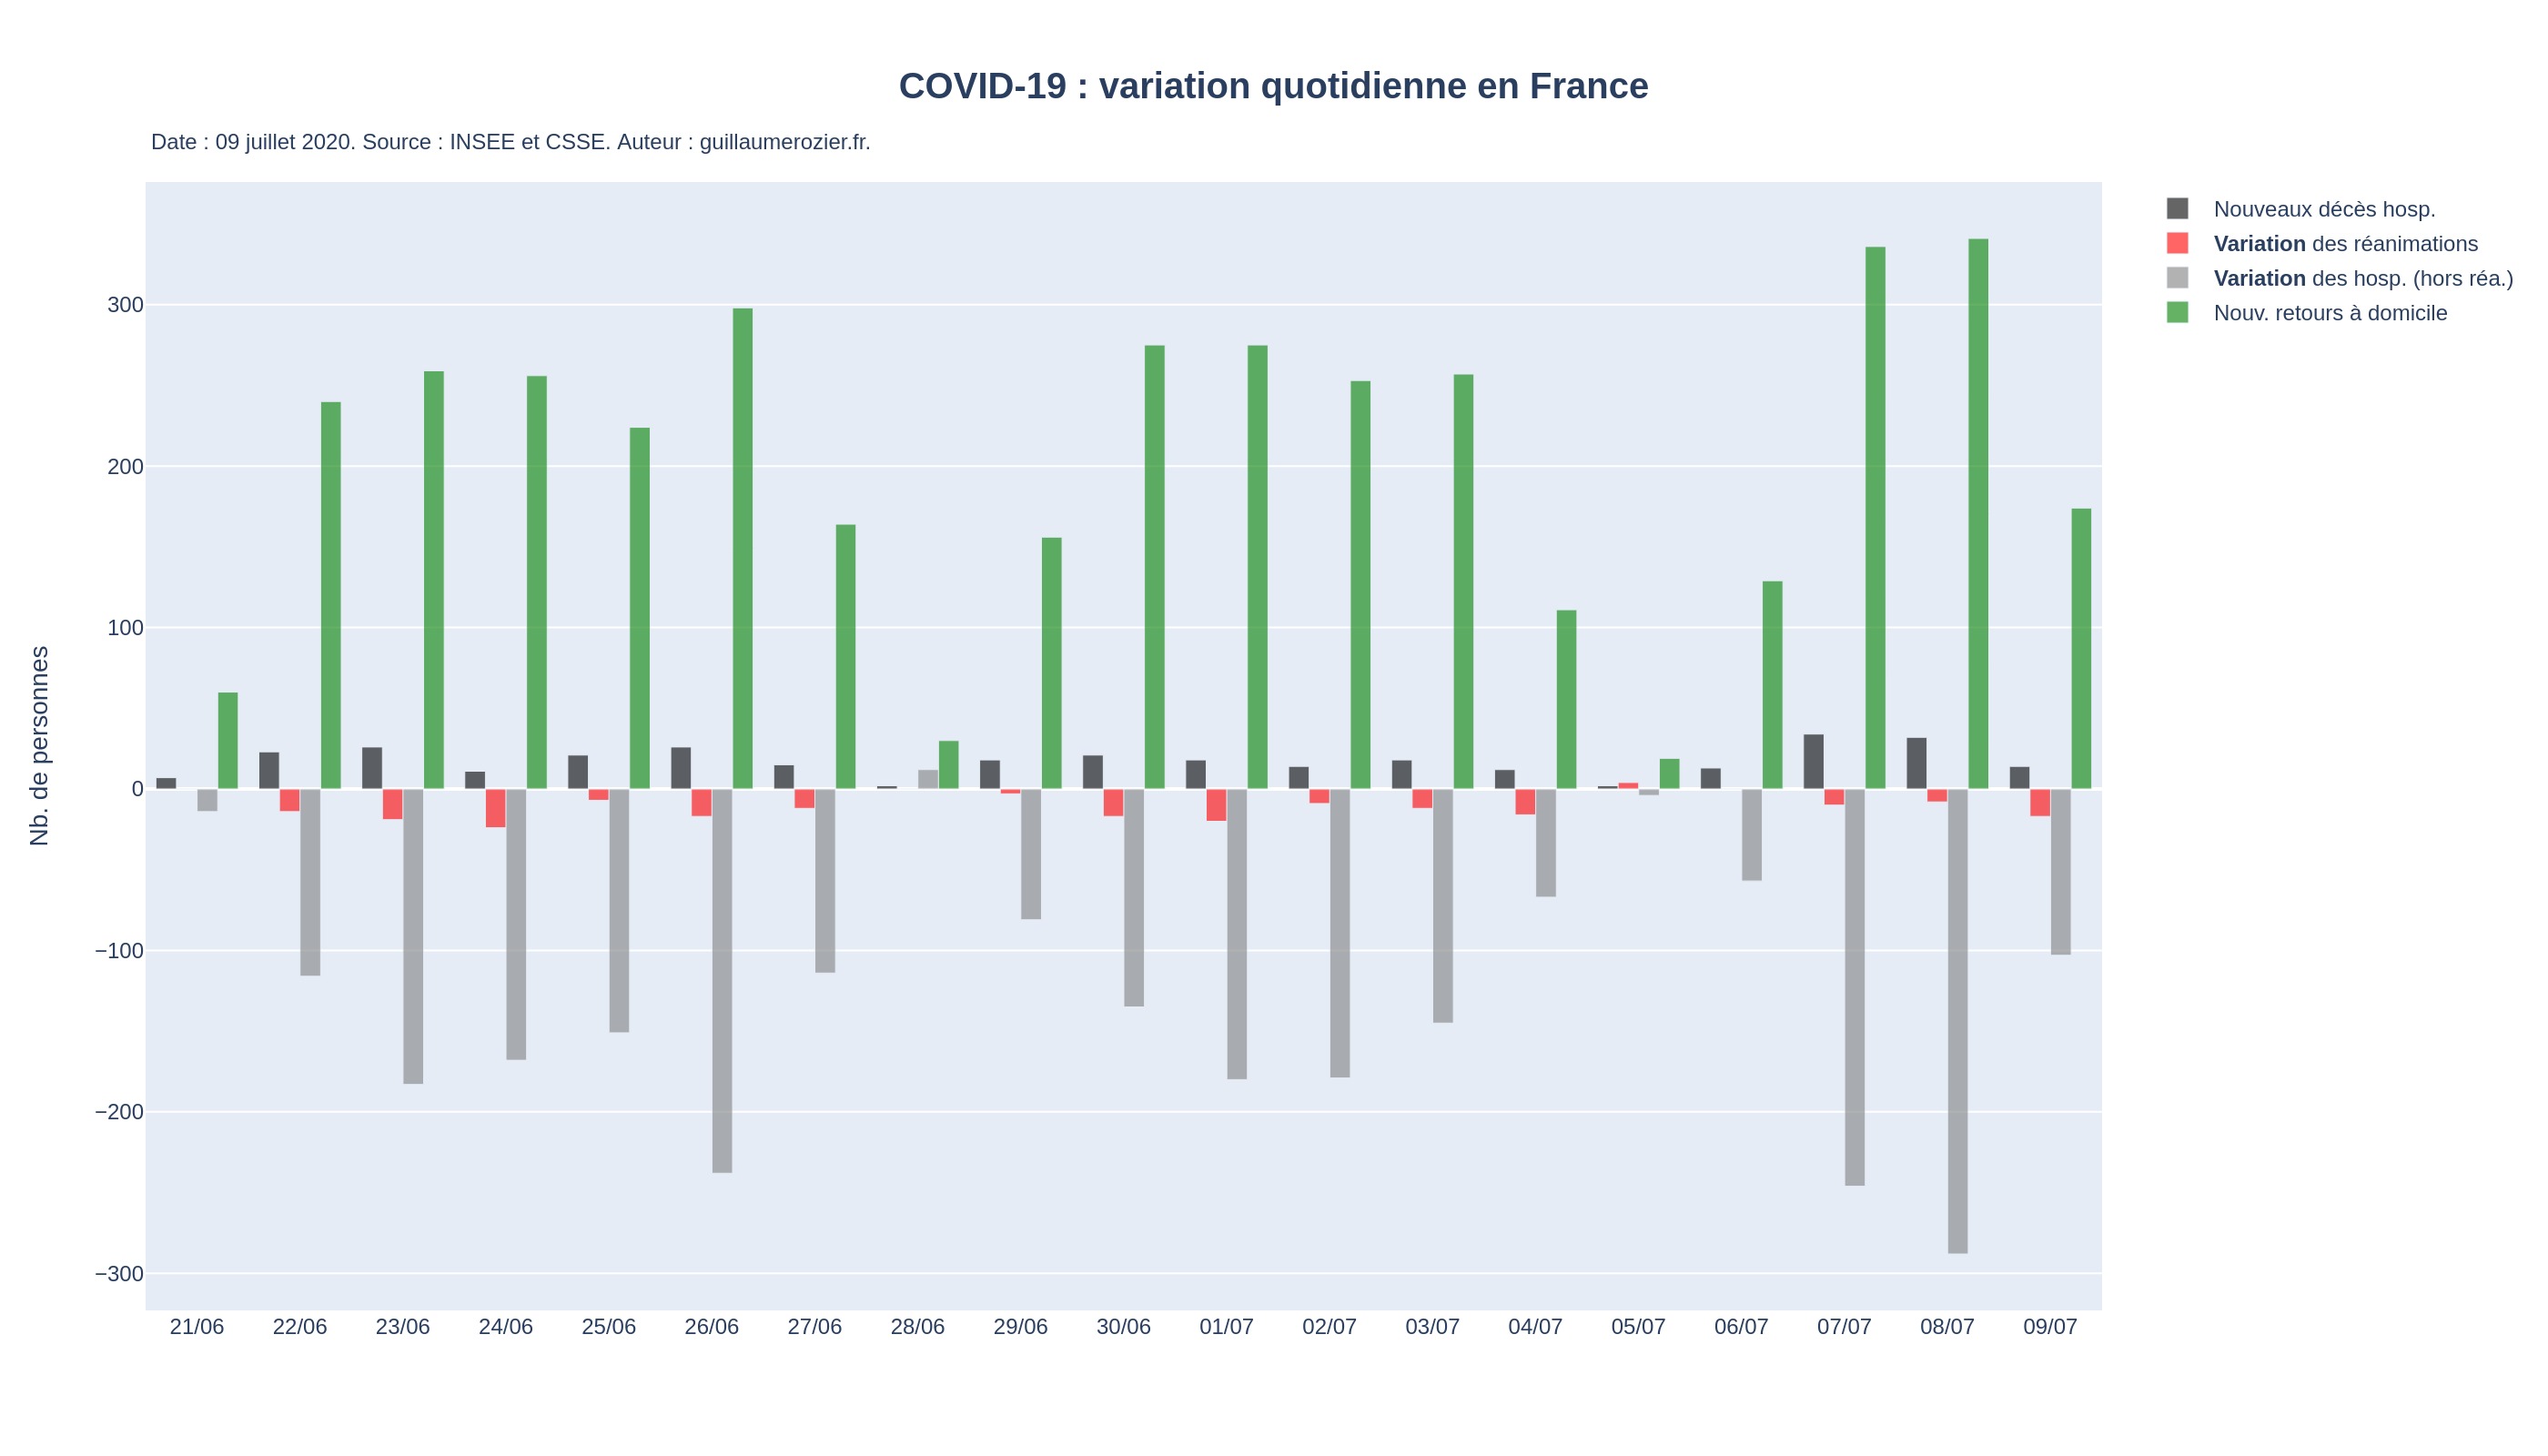 COVID-19 : variation quotidienne en France
Date : 09 juillet 2020. Source : INSEE et CSSE. Auteur : guillaumerozier.fr.
Nouveaux décès hosp.
Variation des réanimations
Variation des hosp. (hors réa.)
Nouv. retours à domicile
Nb. de personnes
300
200
100
0
−100
−200
−300
21/06 22/06 23/06 24/06 25/06 26/06 27/06 28/06 29/06 30/06 01/07 02/07 03/07 04/07 05/07 06/07 07/07 08/07 09/07